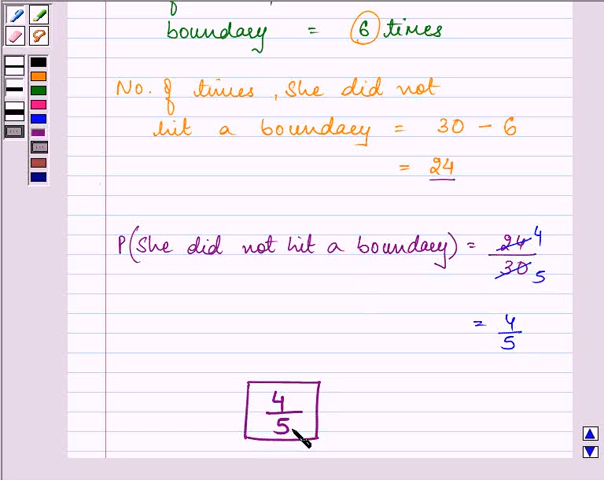 boundary = 6 times
No. of times, She did not
hit a boundary = 30 - 6
= 24
P(She did not hit a boundary) = 24/30 4 5
= 4/5
4/5